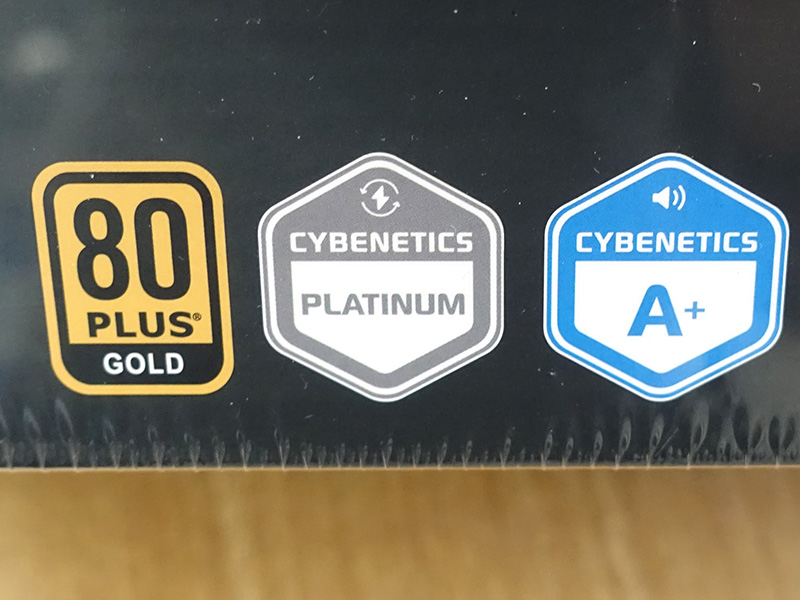 80
PLUS®
GOLD
CYBENETICS
PLATINUM
CYBENETICS
A+